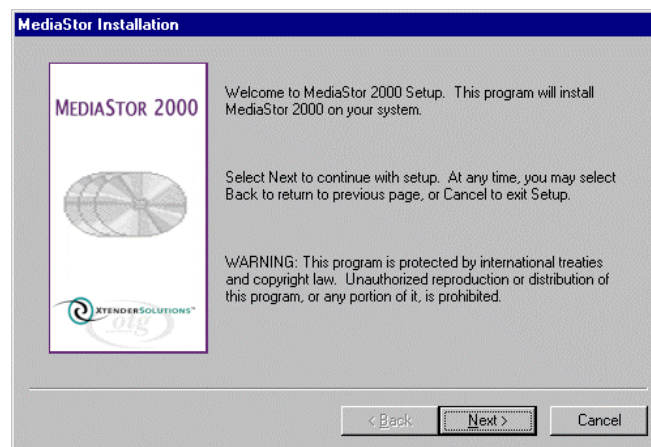 MediaStor Installation
MEDIASTOR 2000
Welcome to MediaStor 2000 Setup. This program will install
MediaStor 2000 on your system.
Select Next to continue with setup. At any time, you may select
Back to return to previous page, or Cancel to exit Setup.
WARNING: This program is protected by international treaties
and copyright law. Unauthorized reproduction or distribution of
this program, or any portion of it, is prohibited.
XTENDERSOLUTIONS™
otg
< Back
Next >
Cancel